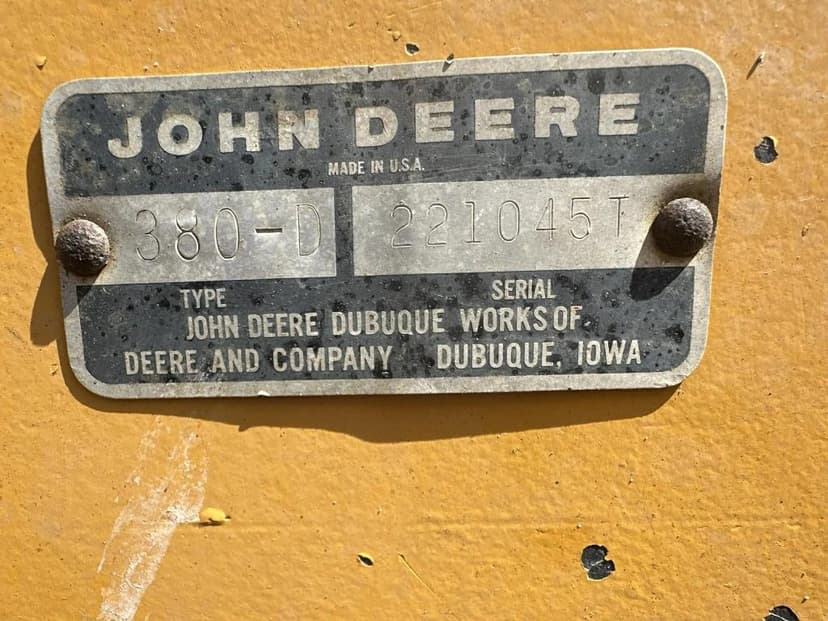 JOHN DEERE
MADE IN U.S.A.
380-D 221045T
TYPE SERIAL
JOHN DEERE DUBUQUE WORKS OF
DEERE AND COMPANY DUBUQUE, IOWA